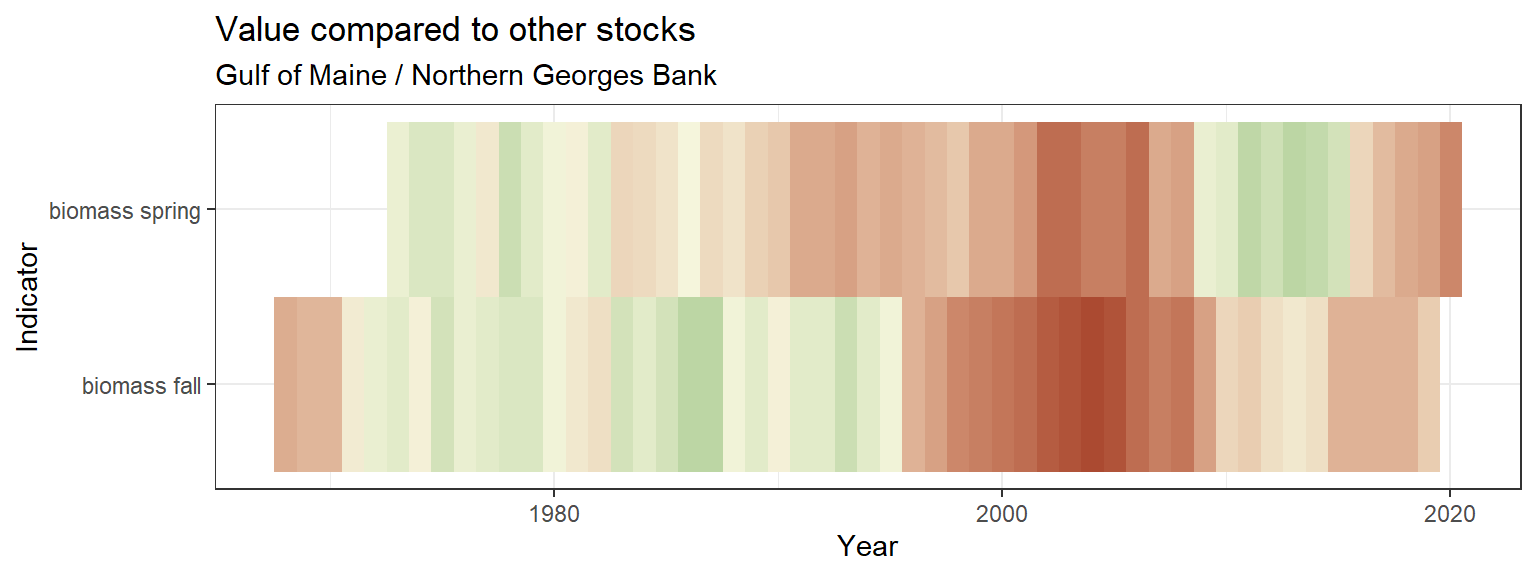 Value compared to other stocks
Gulf of Maine / Northern Georges Bank
Indicator
biomass spring
biomass fall
1980
2000
2020
Year